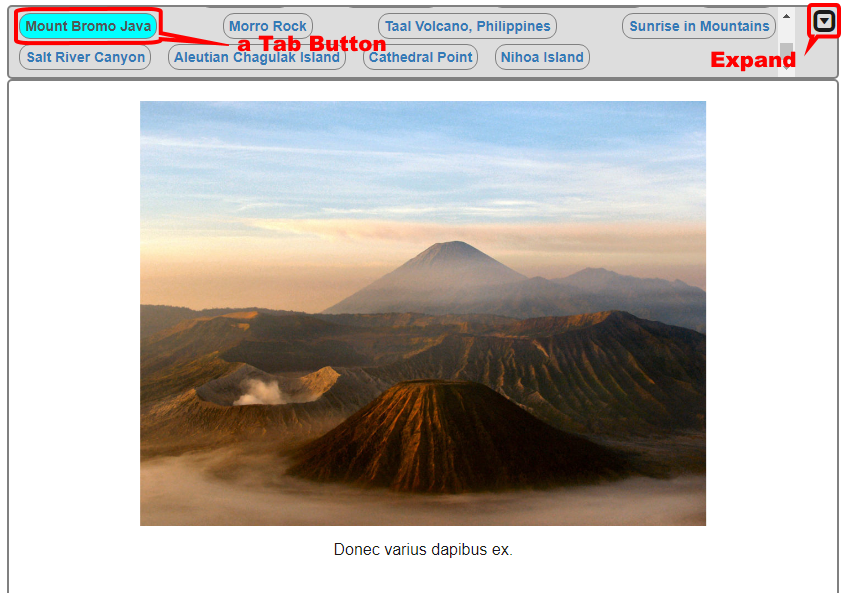 Mount Bromo Java Morro Rock Taal Volcano, Philippines Sunrise in Mountains
a Tab Button
Salt River Canyon Aleutian Chagulak Island Cathedral Point Nihoa Island
Expand
Donec varius dapibus ex.